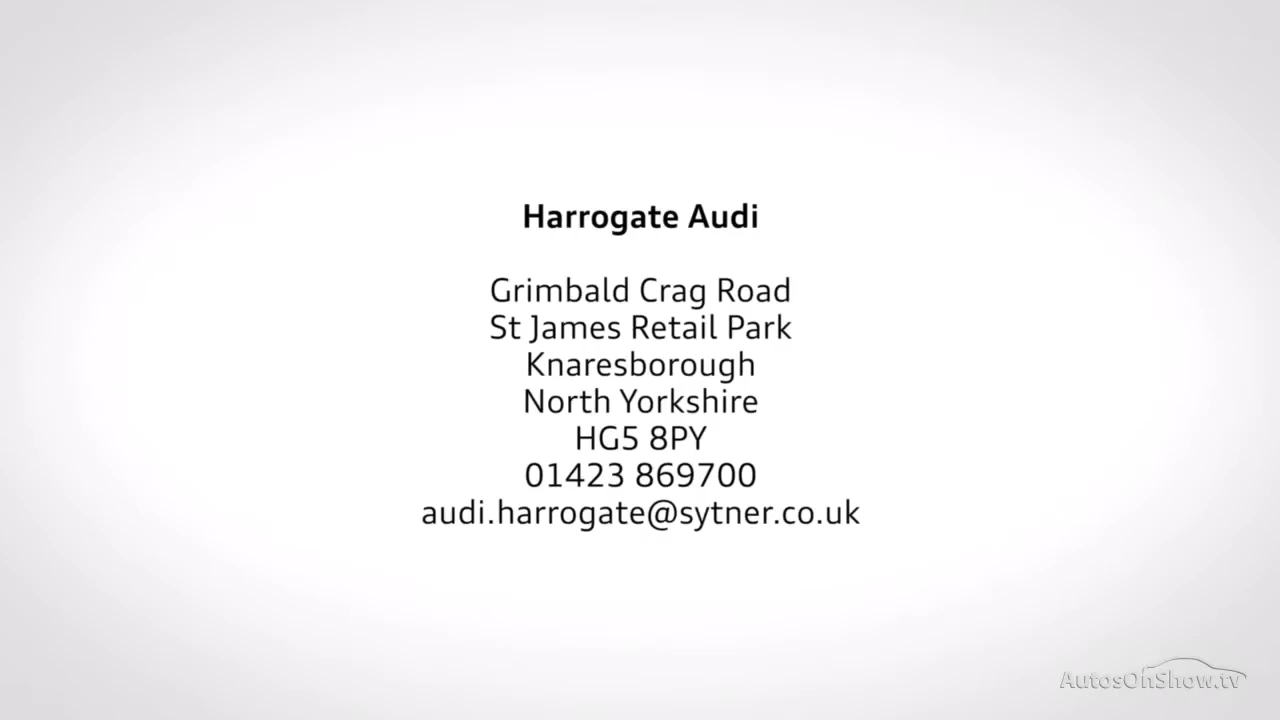 Harrogate Audi
Grimbald Crag Road
St James Retail Park
Knaresborough
North Yorkshire
HG5 8PY
01423 869700
audi.harrogate@sytner.co.uk
AutosOnShow.tv